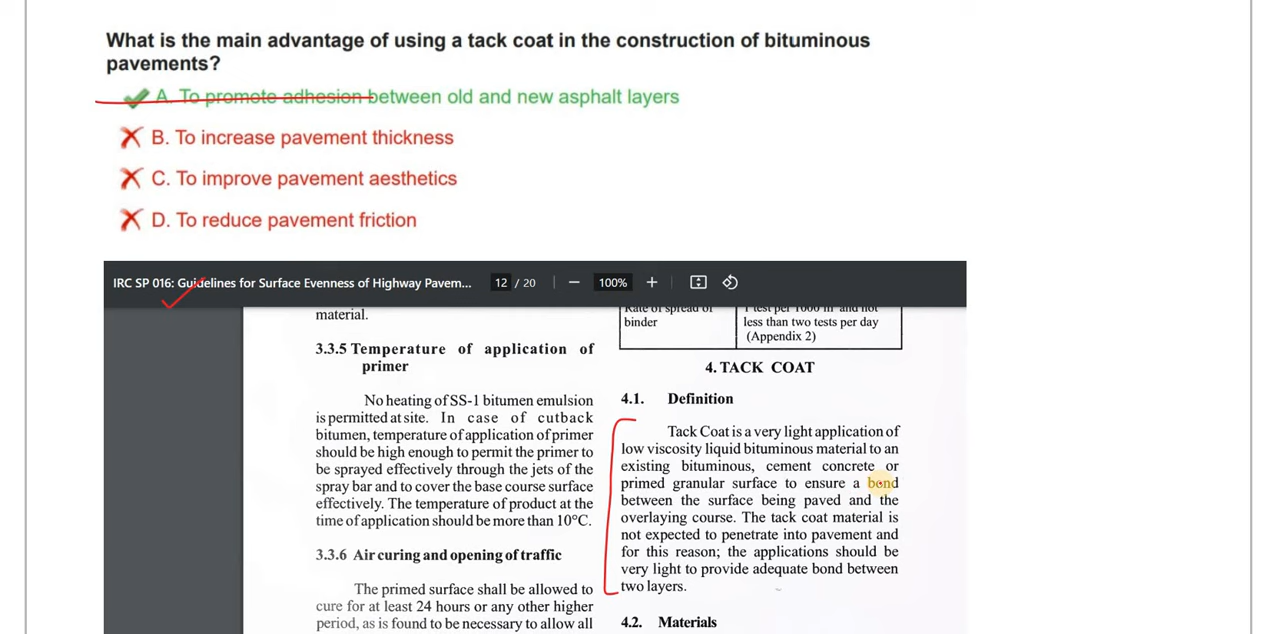 What is the main advantage of using a tack coat in the construction of bituminous
pavements?
A. To promote adhesion between old and new asphalt layers
B. To increase pavement thickness
C. To improve pavement aesthetics
D. To reduce pavement friction
IRC SP 016: Guidelines for Surface Evenness of Highway Pavem... 12 / 20 — 100% +
material.
3.3.5 Temperature of application of
primer
No heating of SS-1 bitumen emulsion
is permitted at site. In case of cutback
bitumen, temperature of application of primer
should be high enough to permit the primer to
be sprayed effectively through the jets of the
spray bar and to cover the base course surface
effectively. The temperature of product at the
time of application should be more than 10°C.
3.3.6 Air curing and opening of traffic
The primed surface shall be allowed to
cure for at least 24 hours or any other higher
period, as is found to be necessary to allow all
Rate of spread of
binder
1 test per 1000 m and not
less than two tests per day
(Appendix 2)
4. TACK COAT
4.1. Definition
Tack Coat is a very light application of
low viscosity liquid bituminous material to an
existing bituminous, cement concrete or
primed granular surface to ensure a bond
between the surface being paved and the
overlaying course. The tack coat material is
not expected to penetrate into pavement and
for this reason; the applications should be
very light to provide adequate bond between
two layers.
4.2. Materials